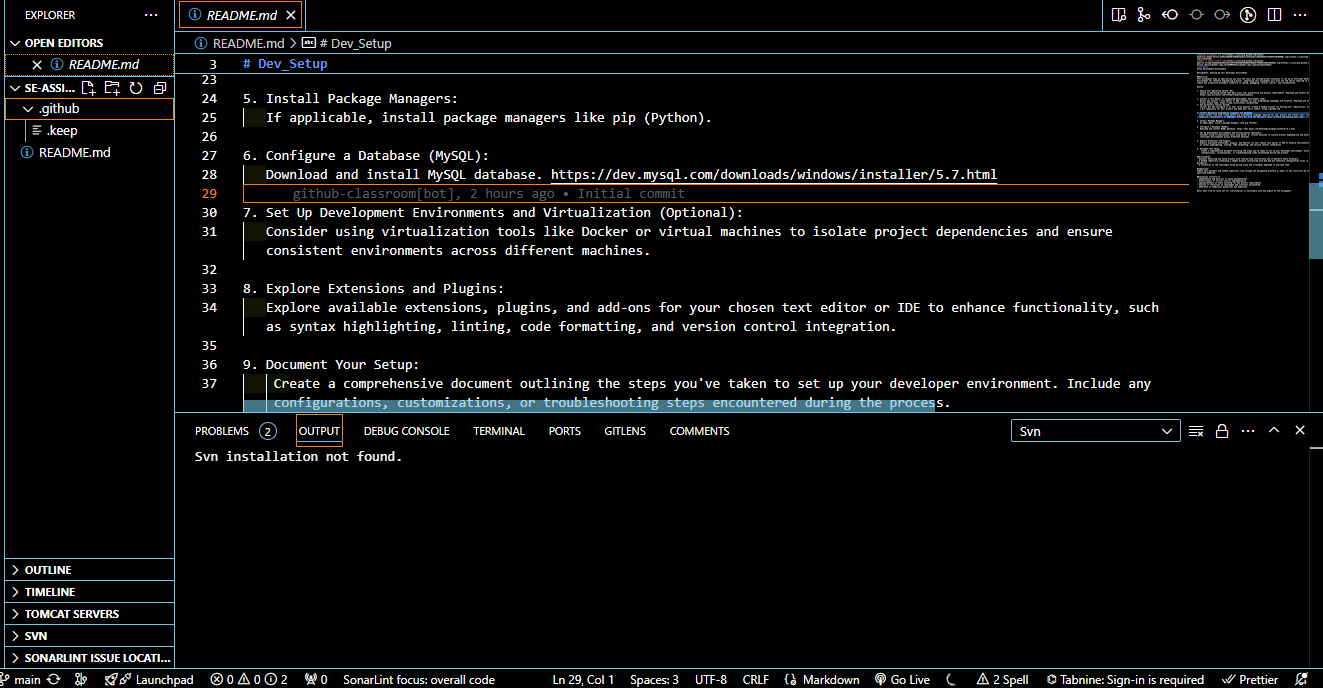 EXPLORER
README.md
OPEN EDITORS
README.md
README.md > # Dev_Setup
SE-ASSI...
.github
.keep
README.md
3 # Dev_Setup
23
24 5. Install Package Managers:
25 If applicable, install package managers like pip (Python).
26
27 6. Configure a Database (MySQL):
28 Download and install MySQL database. https://dev.mysql.com/downloads/windows/installer/5.7.html
29 github-classroom[bot], 2 hours ago • Initial commit
30 7. Set Up Development Environments and Virtualization (Optional):
31 Consider using virtualization tools like Docker or virtual machines to isolate project dependencies and ensure
consistent environments across different machines.
32
33 8. Explore Extensions and Plugins:
34 Explore available extensions, plugins, and add-ons for your chosen text editor or IDE to enhance functionality, such
as syntax highlighting, linting, code formatting, and version control integration.
35
36 9. Document Your Setup:
37 Create a comprehensive document outlining the steps you've taken to set up your developer environment. Include any
configurations, customizations, or troubleshooting steps encountered during the process.
PROBLEMS 2 OUTPUT DEBUG CONSOLE TERMINAL PORTS GITLENS COMMENTS Svn
Svn installation not found.
OUTLINE
TIMELINE
TOMCAT SERVERS
SVN
SONARLINT ISSUE LOCATI...
main Launchpad 0 0 2 0 SonarLint focus: overall code Ln 29, Col 1 Spaces: 3 UTF-8 CRLF Markdown Go Live 2 Spell Tabnine: Sign-in is required Prettier